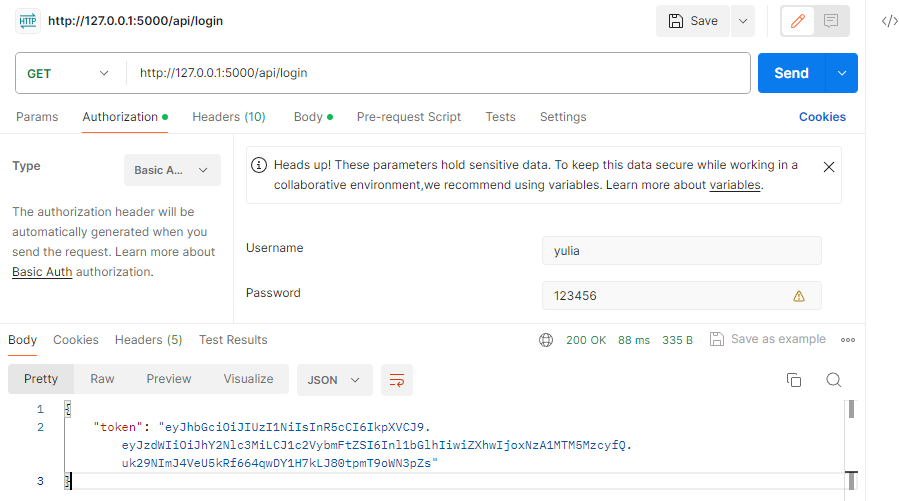 HTTP http://127.0.0.1:5000/api/login Save </>
GET http://127.0.0.1:5000/api/login Send
Params Authorization Headers (10) Body Pre-request Script Tests Settings Cookies
Type Basic A...
Heads up! These parameters hold sensitive data. To keep this data secure while working in a
collaborative environment,we recommend using variables. Learn more about variables.
The authorization header will be
automatically generated when you
send the request. Learn more about
Basic Auth authorization.
Username yulia
Password 123456
Body Cookies Headers (5) Test Results 200 OK 88 ms 335 B Save as example
Pretty Raw Preview Visualize JSON
1 {
2 "token": "eyJhbGciOiJIUzI1NiIsInR5cCI6IkpXVCJ9.
eyJzdWIiOiJhY2Nlc3MiLCJ1c2VybmFtZSI6Inl1bGlhIiwiZXhwIjoxNzA1MTM5MzcyfQ.
uk29NImJ4VeU5kRf664qwDY1H7kLJ80tpmT9oWN3pZs"
3 }